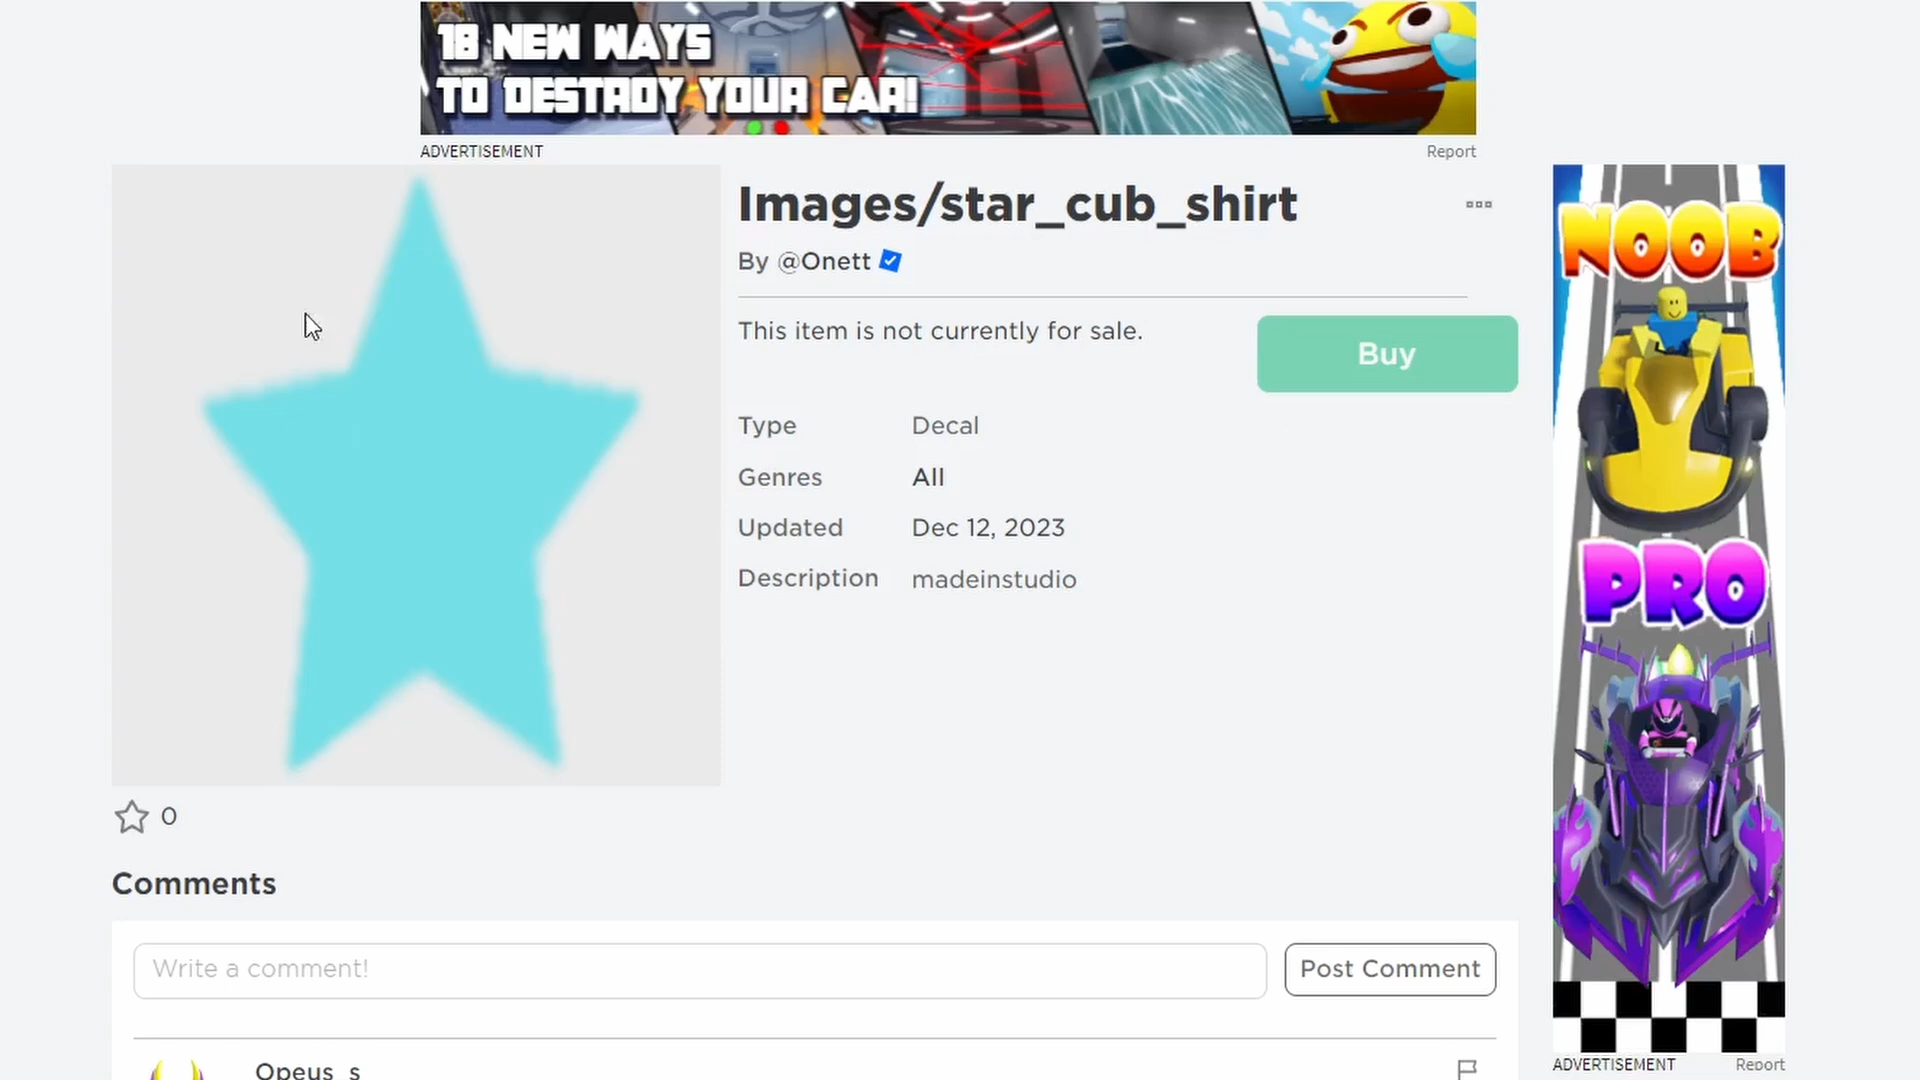 18 NEW WAYS
TO DESTROY YOUR CAR!
ADVERTISEMENT
Report
Images/star_cub_shirt
By @Onett
This item is not currently for sale.
Buy
Type
Decal
Genres
All
Updated
Dec 12, 2023
Description
madeinstudio
0
Comments
Write a comment!
Post Comment
Opeus_s
NOOB
PRO
ADVERTISEMENT
Report